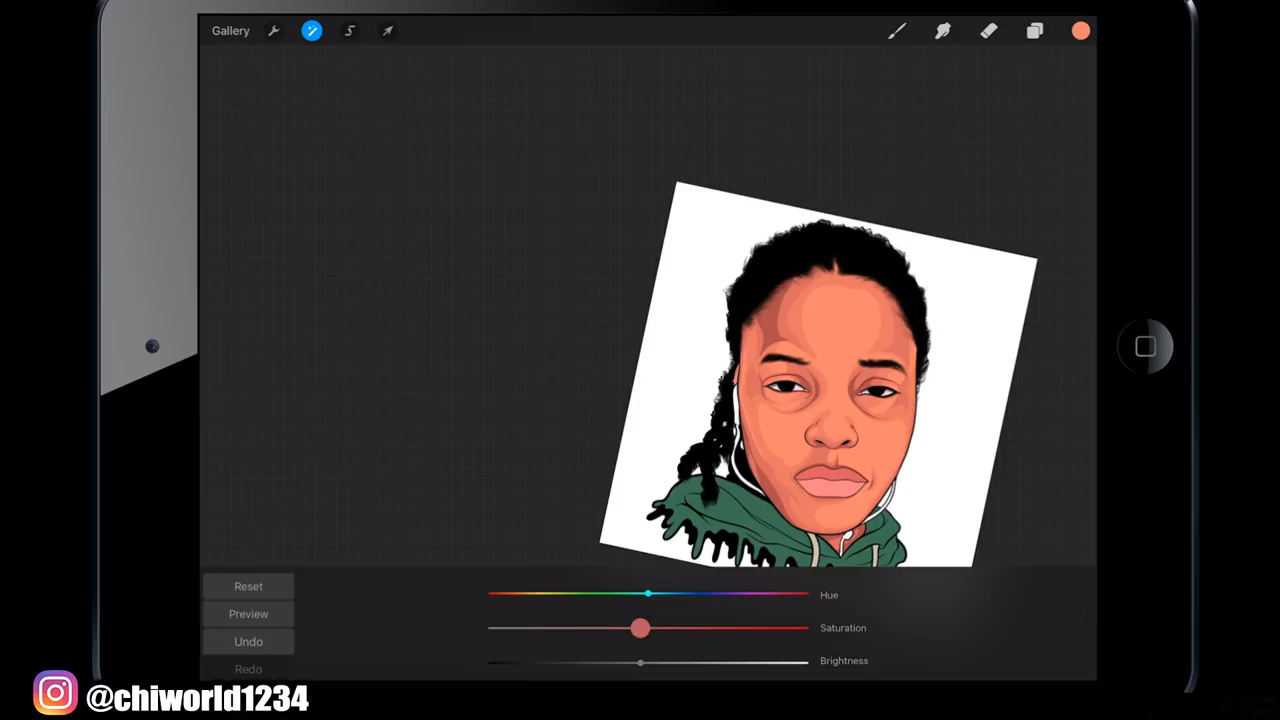 Gallery
Reset
Preview
Undo
Redo
Hue
Saturation
Brightness
@chiworld1234